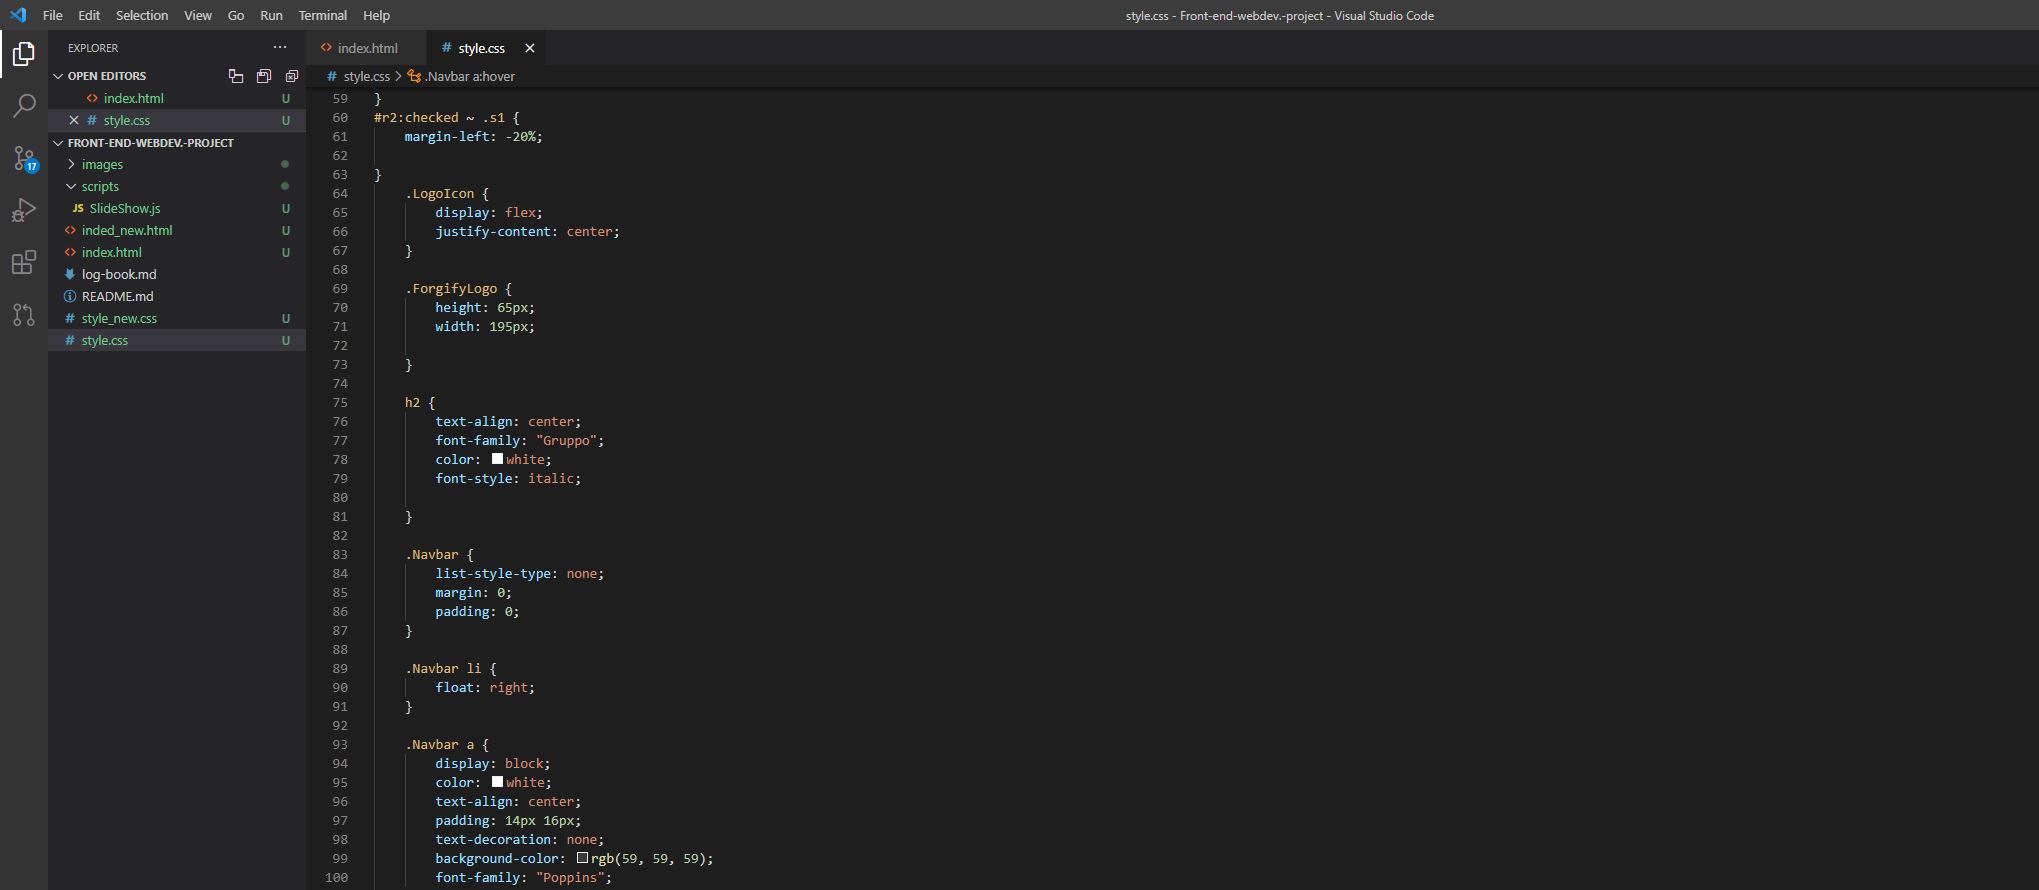 File Edit Selection View Go Run Terminal Help
style.css - Front-end-webdev.-project - Visual Studio Code
EXPLORER
OPEN EDITORS
index.html U
style.css U
FRONT-END-WEBDEV.-PROJECT
images
scripts
JS SlideShow.js U
inded_new.html U
index.html U
log-book.md
README.md
style_new.css U
style.css U
17
index.html
# style.css
# style.css > .Navbar a:hover
59 }
60 #r2:checked ~ .s1 {
61 margin-left: -20%;
62
63 }
64 .LogoIcon {
65 display: flex;
66 justify-content: center;
67 }
68
69 .ForgifyLogo {
70 height: 65px;
71 width: 195px;
72
73 }
74
75 h2 {
76 text-align: center;
77 font-family: "Gruppo";
78 color: white;
79 font-style: italic;
80
81 }
82
83 .Navbar {
84 list-style-type: none;
85 margin: 0;
86 padding: 0;
87 }
88
89 .Navbar li {
90 float: right;
91 }
92
93 .Navbar a {
94 display: block;
95 color: white;
96 text-align: center;
97 padding: 14px 16px;
98 text-decoration: none;
99 background-color: rgb(59, 59, 59);
100 font-family: "Poppins";